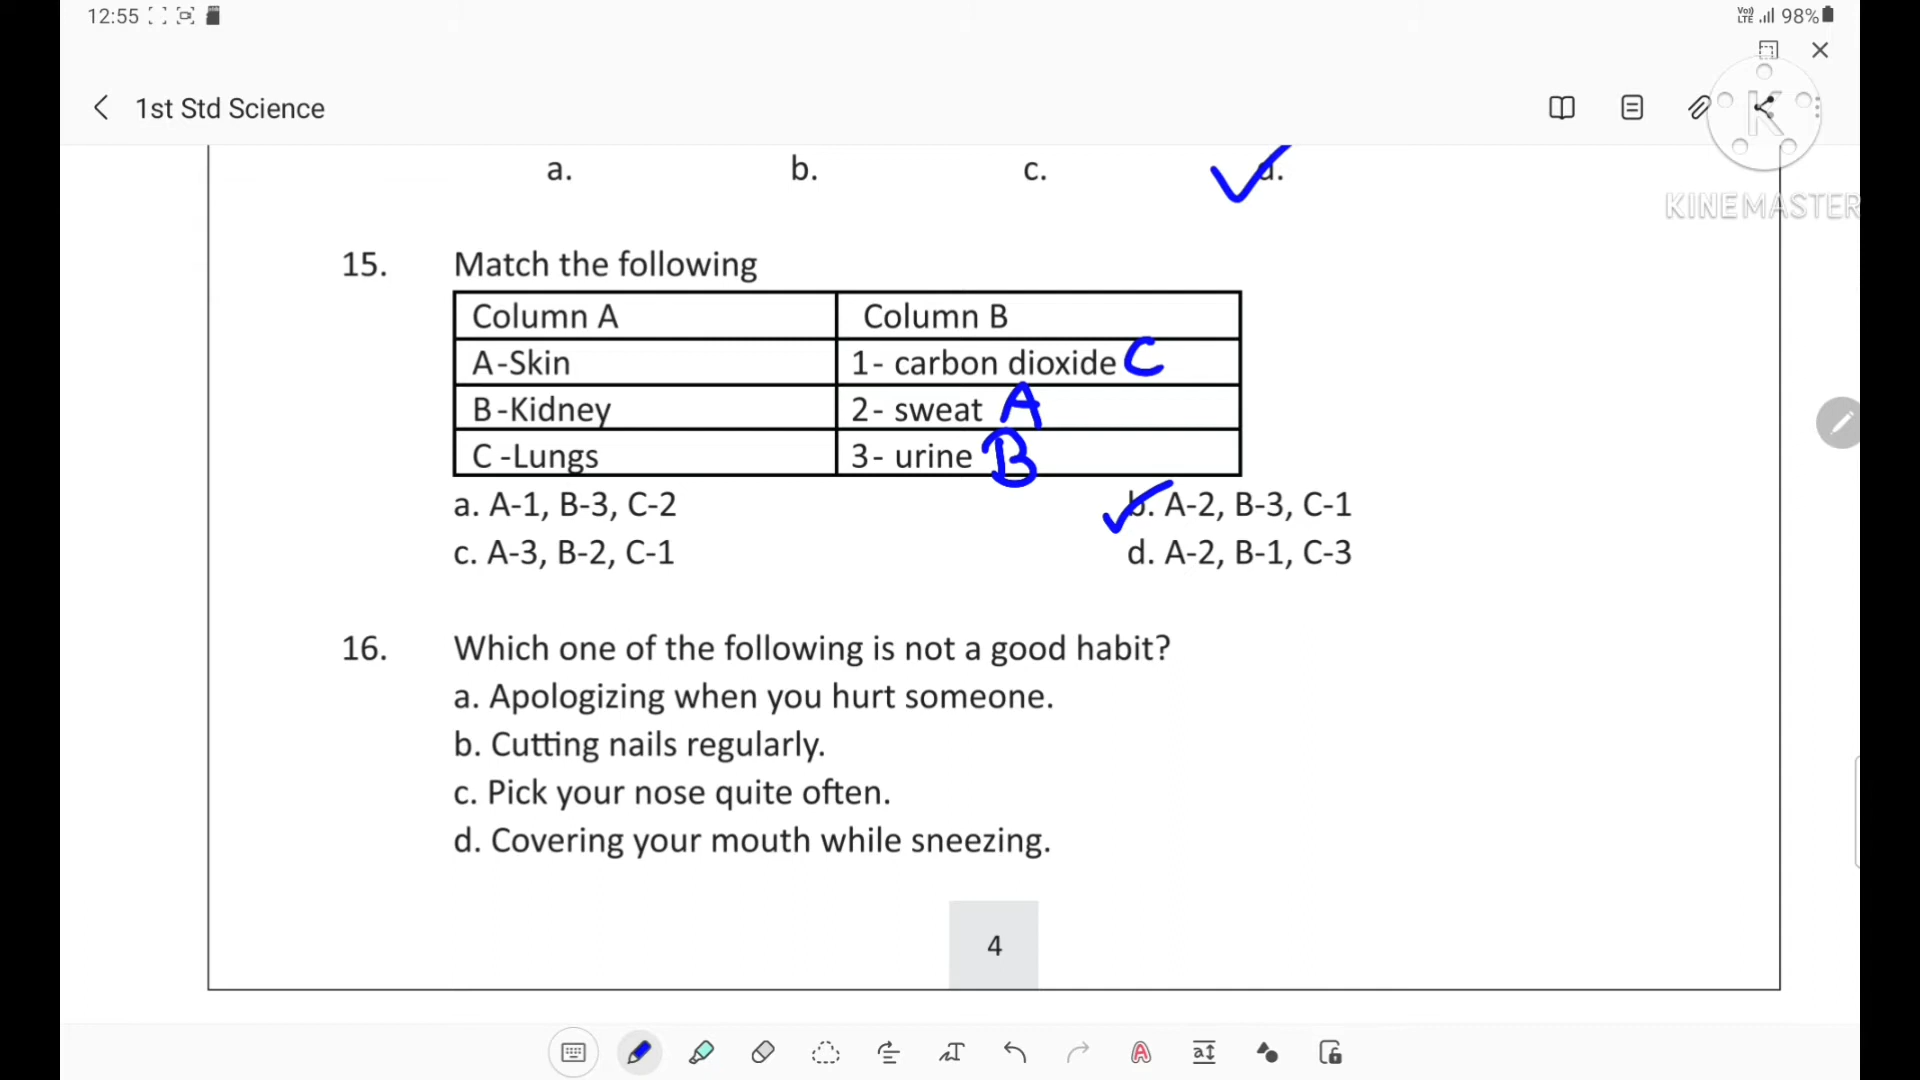 12:55
Vo)) LTE 98%
1st Std Science
K
KINEMASTER
a. b. c. d.
15. Match the following
Column A Column B
A-Skin 1- carbon dioxide C
B-Kidney 2- sweat A
C -Lungs 3- urine B
a. A-1, B-3, C-2 b. A-2, B-3, C-1
c. A-3, B-2, C-1 d. A-2, B-1, C-3
16. Which one of the following is not a good habit?
a. Apologizing when you hurt someone.
b. Cutting nails regularly.
c. Pick your nose quite often.
d. Covering your mouth while sneezing.
4